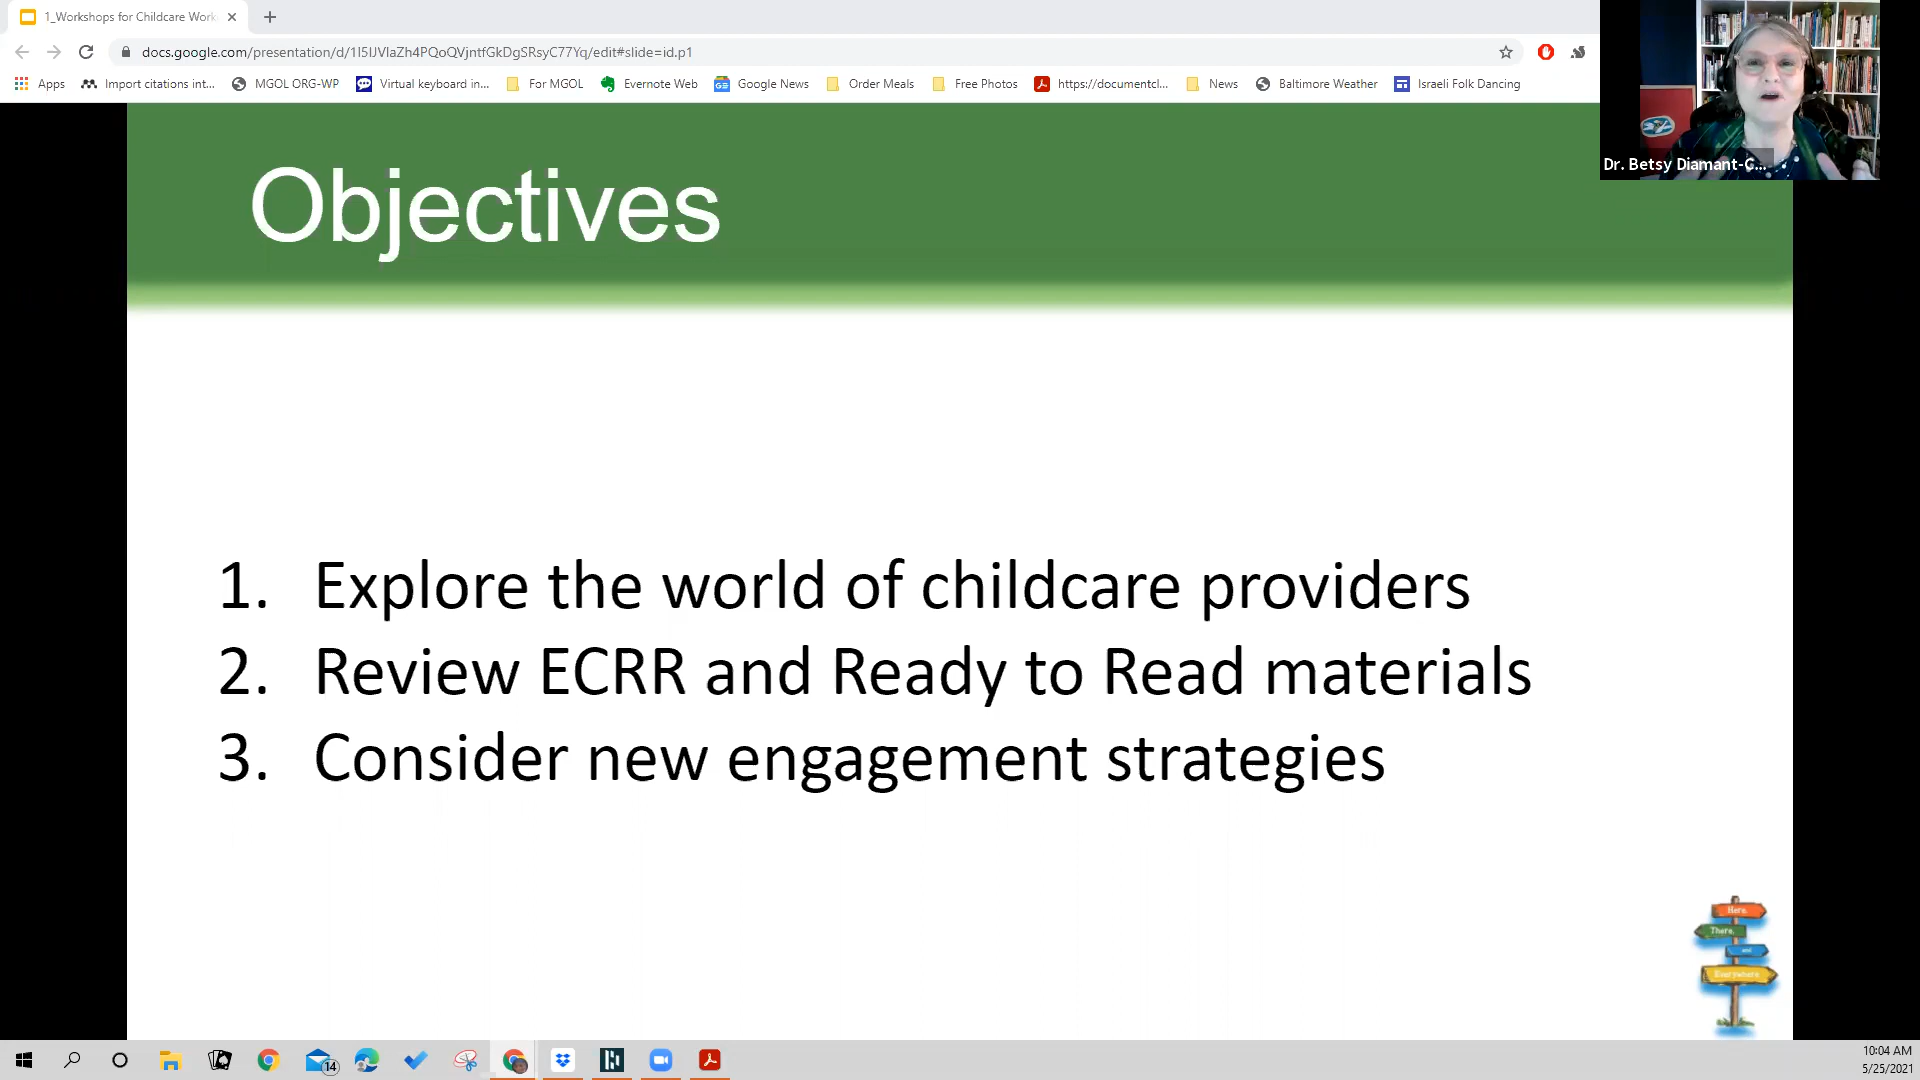 1_Workshops for Childcare Work
docs.google.com/presentation/d/1I5IJVlaZh4PQoQVjntfGkDgSRsyC77Yq/edit#slide=id.p1
Apps Import citations int... MGOL ORG-WP Virtual keyboard in... For MGOL Evernote Web Google News Order Meals Free Photos https://documentcl... News Baltimore Weather Israeli Folk Dancing
Dr. Betsy Diamant-C...
Objectives
1. Explore the world of childcare providers
2. Review ECRR and Ready to Read materials
3. Consider new engagement strategies
Here,
There,
and
Everywhere
14
10:04 AM
5/25/2021